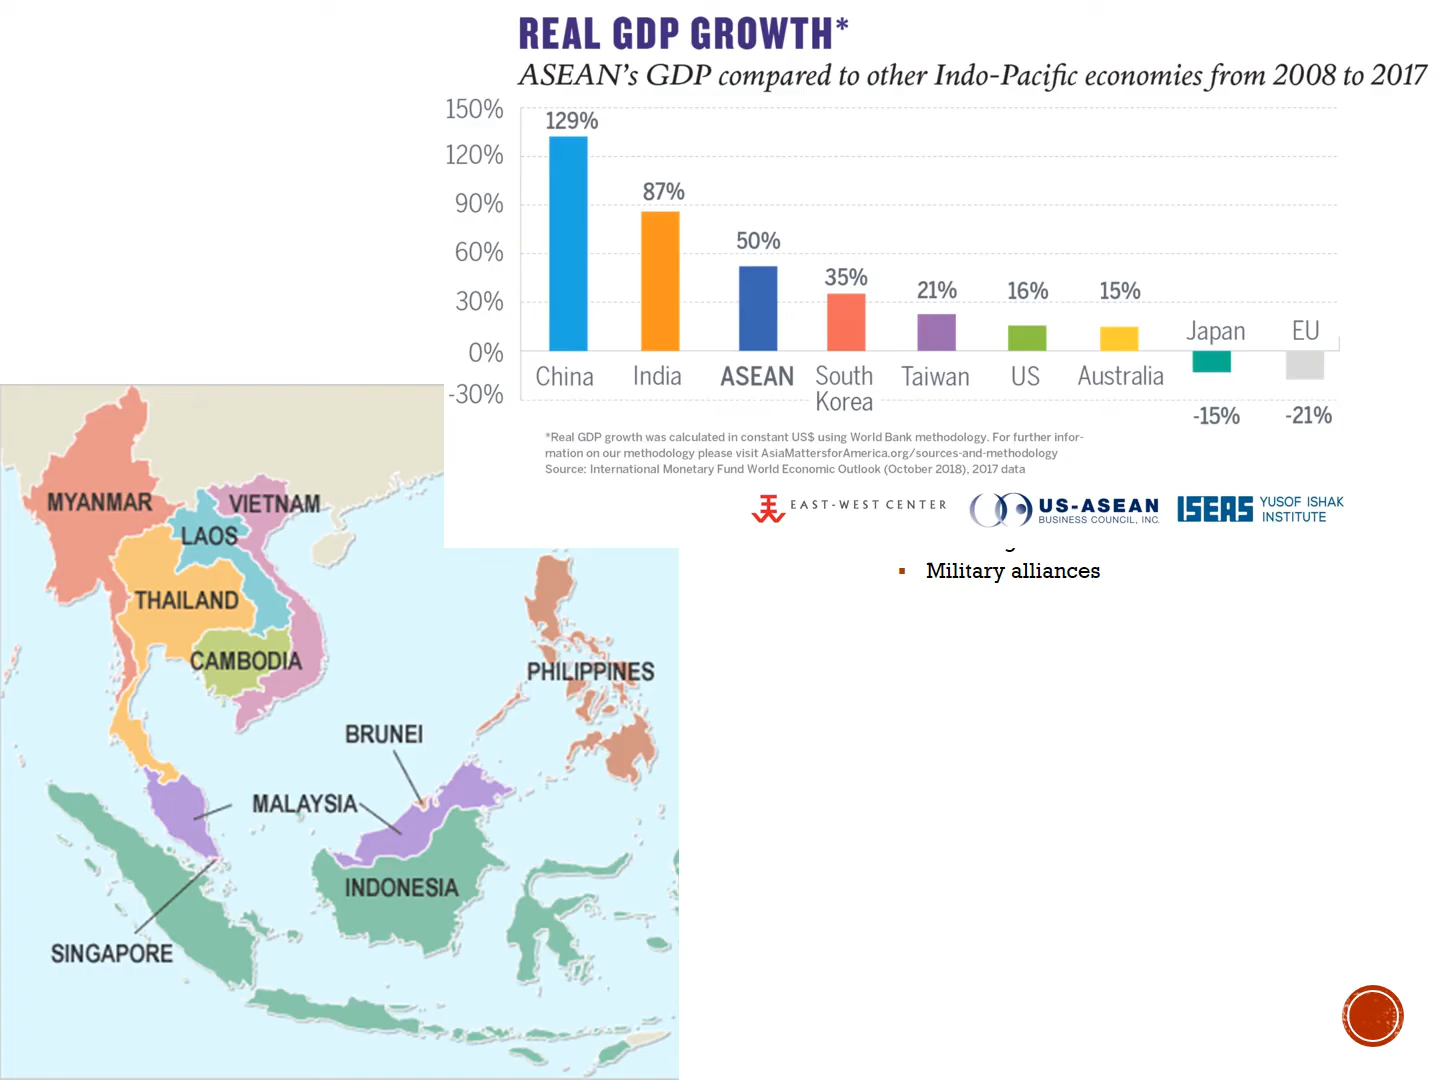 REAL GDP GROWTH*
ASEAN's GDP compared to other Indo-Pacific economies from 2008 to 2017
150%
120%
90%
60%
30%
0%
-30%
129%
87%
50%
35%
21%
16%
15%
-15%
-21%
China
India
ASEAN
South
Korea
Taiwan
US
Australia
Japan
EU
*Real GDP growth was calculated in constant US$ using World Bank methodology. For further infor-
mation on our methodology please visit AsiaMattersforAmerica.org/sources-and-methodology
Source: International Monetary Fund World Economic Outlook (October 2018), 2017 data
EAST-WEST CENTER
US-ASEAN
BUSINESS COUNCIL, INC.
ISEAS YUSOF ISHAK
INSTITUTE
▪ Military alliances
MYANMAR
VIETNAM
LAOS
THAILAND
CAMBODIA
PHILIPPINES
BRUNEI
MALAYSIA
INDONESIA
SINGAPORE